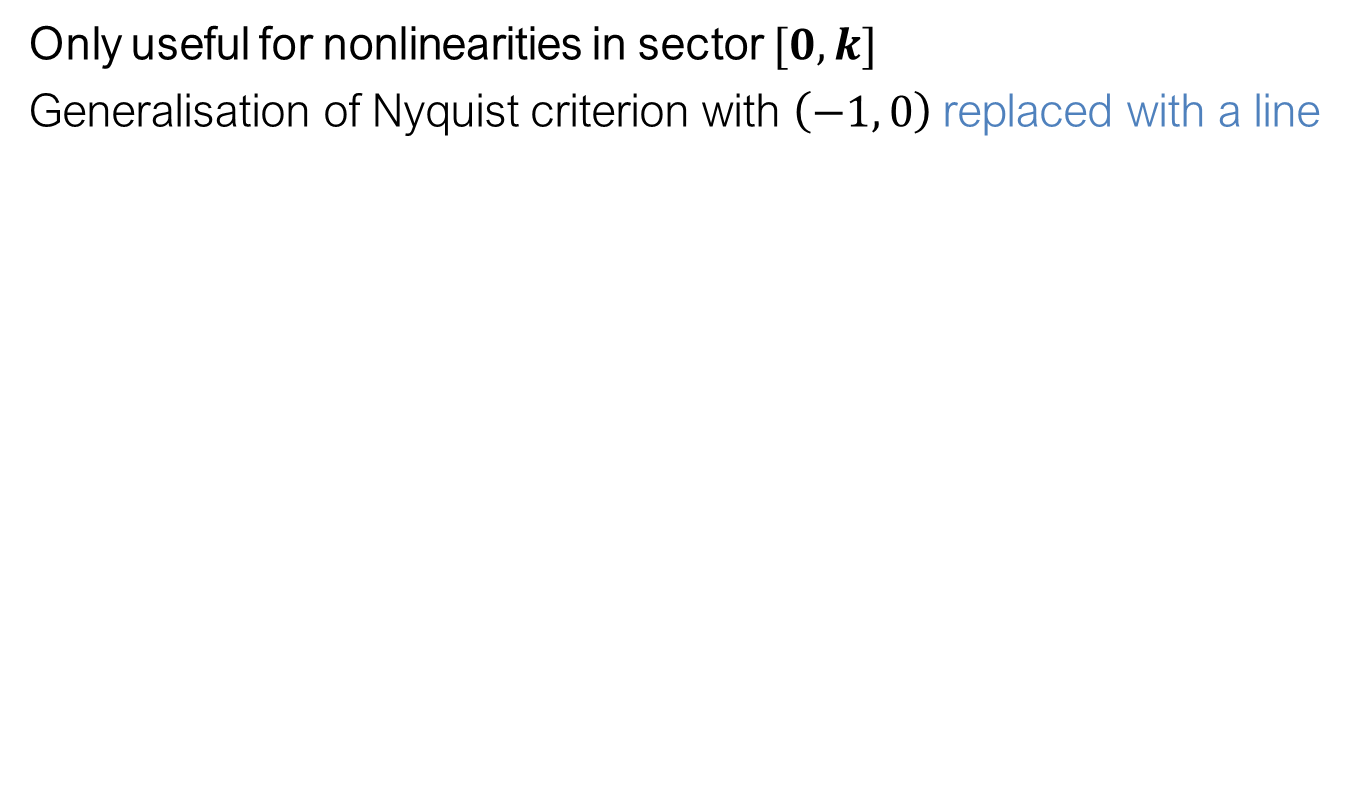 Only useful for nonlinearities in sector [0, k]
Generalisation of Nyquist criterion with (−1, 0) replaced with a line